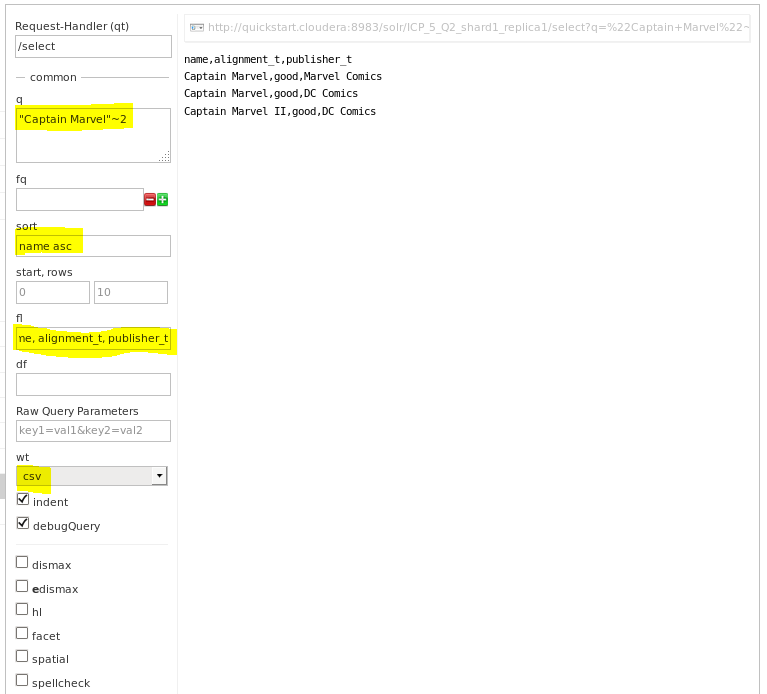 Request-Handler (qt)
/select
common
q
"Captain Marvel"~2
fq
sort
name asc
start, rows
0
10
fl
me, alignment_t, publisher_t
df
Raw Query Parameters
key1=val1&key2=val2
wt
csv
indent
debugQuery
dismax
edismax
hl
facet
spatial
spellcheck
http://quickstart.cloudera:8983/solr/ICP_5_Q2_shard1_replica1/select?q=%22Captain+Marvel%22~
name,alignment_t,publisher_t
Captain Marvel,good,Marvel Comics
Captain Marvel,good,DC Comics
Captain Marvel II,good,DC Comics